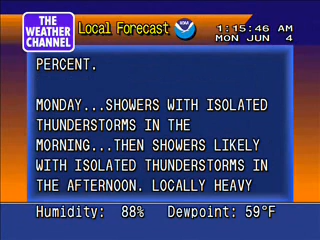 THE
WEATHER
CHANNEL
Local Forecast
NOAA
1:15:46 AM
MON JUN 4
PERCENT.
MONDAY...SHOWERS WITH ISOLATED
THUNDERSTORMS IN THE
MORNING...THEN SHOWERS LIKELY
WITH ISOLATED THUNDERSTORMS IN
THE AFTERNOON. LOCALLY HEAVY
Humidity: 88% Dewpoint: 59°F